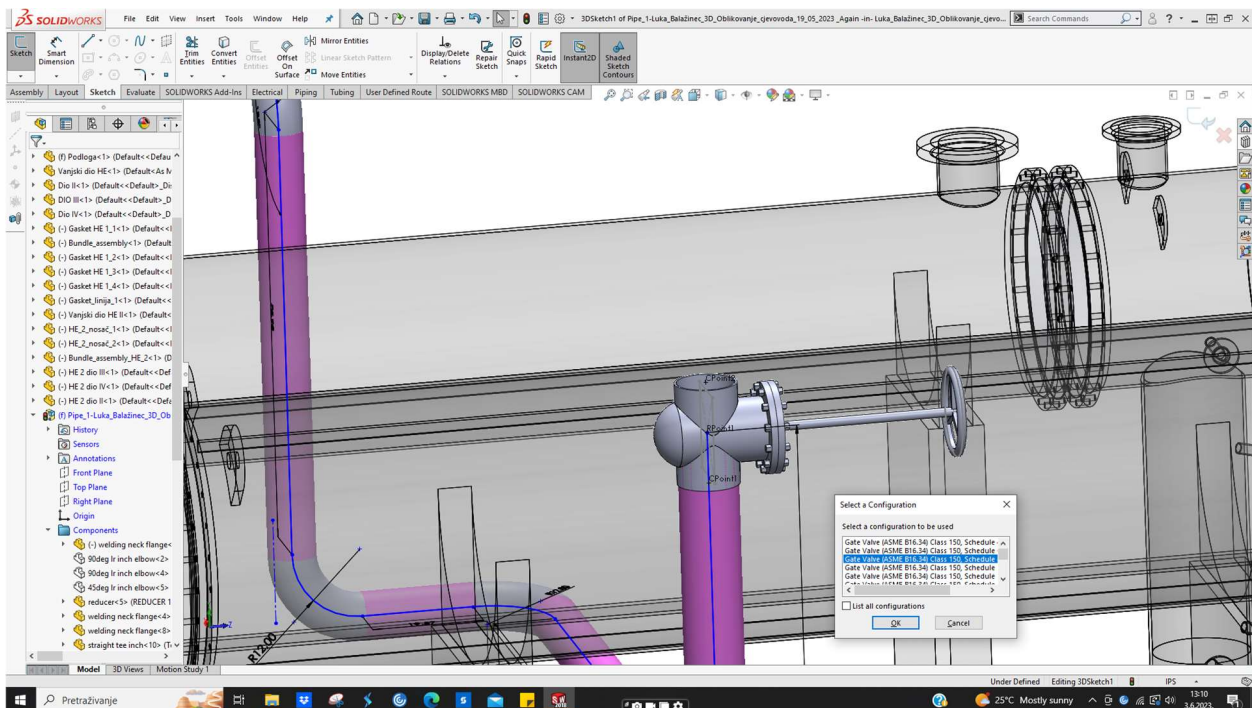 SOLIDWORKS File Edit View Insert Tools Window Help 3DSketch1 of Pipe_1-Luka_Balažinec_3D_Oblikovanje_cjevovoda_19_05_2023 _Again -in- Luka_Balažinec_3D_Oblikovanje_cjevo... Search Commands
Sketch
Smart Dimension
Trim Entities
Convert Entities
Offset Entities
Offset On Surface
Mirror Entities
Linear Sketch Pattern
Move Entities
Display/Delete Relations
Repair Sketch
Quick Snaps
Rapid Sketch
Instant2D
Shaded Sketch Contours
Assembly Layout Sketch Evaluate SOLIDWORKS Add-Ins Electrical Piping Tubing User Defined Route SOLIDWORKS MBD SOLIDWORKS CAM
(f) Podloga<1> (Default<<Defau
Vanjski dio HE<1> (Default<As M
Dio II<1> (Default<<Default>_Di
DIO III<1> (Default<<Default>_D
Dio IV<1> (Default<<Default>_D
(-) Gasket HE 1_1<1> (Default<<
(-) Bundle_assembly<1> (Default
(-) Gasket HE 1_2<1> (Default<<
(-) Gasket HE 1_3<1> (Default<<
(-) Gasket HE 1_4<1> (Default<<
(-) Gasket_linija_1<1> (Default<<
(-) Vanjski dio HE II<1> (Default<
(-) HE_2_nosać_1<1> (Default<<
(-) HE_2_nosać_2<1> (Default<<
(-) Bundle_assembly_HE_2<1> (D
(-) HE 2 dio III<1> (Default<<Def
(-) HE 2 dio IV<1> (Default<<Def
(-) HE 2 dio II<1> (Default<<Defa
(f) Pipe_1-Luka_Balažinec_3D_Ob
History
Sensors
Annotations
Front Plane
Top Plane
Right Plane
Origin
Components
(-) welding neck flange<
90deg lr inch elbow<2>
90deg lr inch elbow<4>
45deg lr inch elbow<5>
reducer<5> (REDUCER 1
welding neck flange<4>
welding neck flange<8>
straight tee inch<10> (T
CPoint2
RPoint1
CPoint1
R12.00
Z
Select a Configuration
Select a configuration to be used
Gate Valve (ASME B16.34) Class 150, Schedule
Gate Valve (ASME B16.34) Class 150, Schedule
Gate Valve (ASME B16.34) Class 150, Schedule
Gate Valve (ASME B16.34) Class 150, Schedule
Gate Valve (ASME B16.34) Class 150, Schedule
List all configurations
OK Cancel
Model 3D Views Motion Study 1
Under Defined Editing 3DSketch1 IPS
Pretraživanje
25°C Mostly sunny
13:10
3.6.2023.